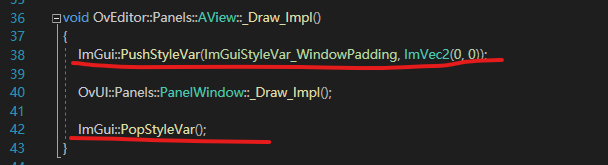 36 void OvEditor::Panels::AView::_Draw_Impl()
37 {
38 ImGui::PushStyleVar(ImGuiStyleVar_WindowPadding, ImVec2(0, 0));
39
40 OvUI::Panels::PanelWindow::_Draw_Impl();
41
42 ImGui::PopStyleVar();
43 }